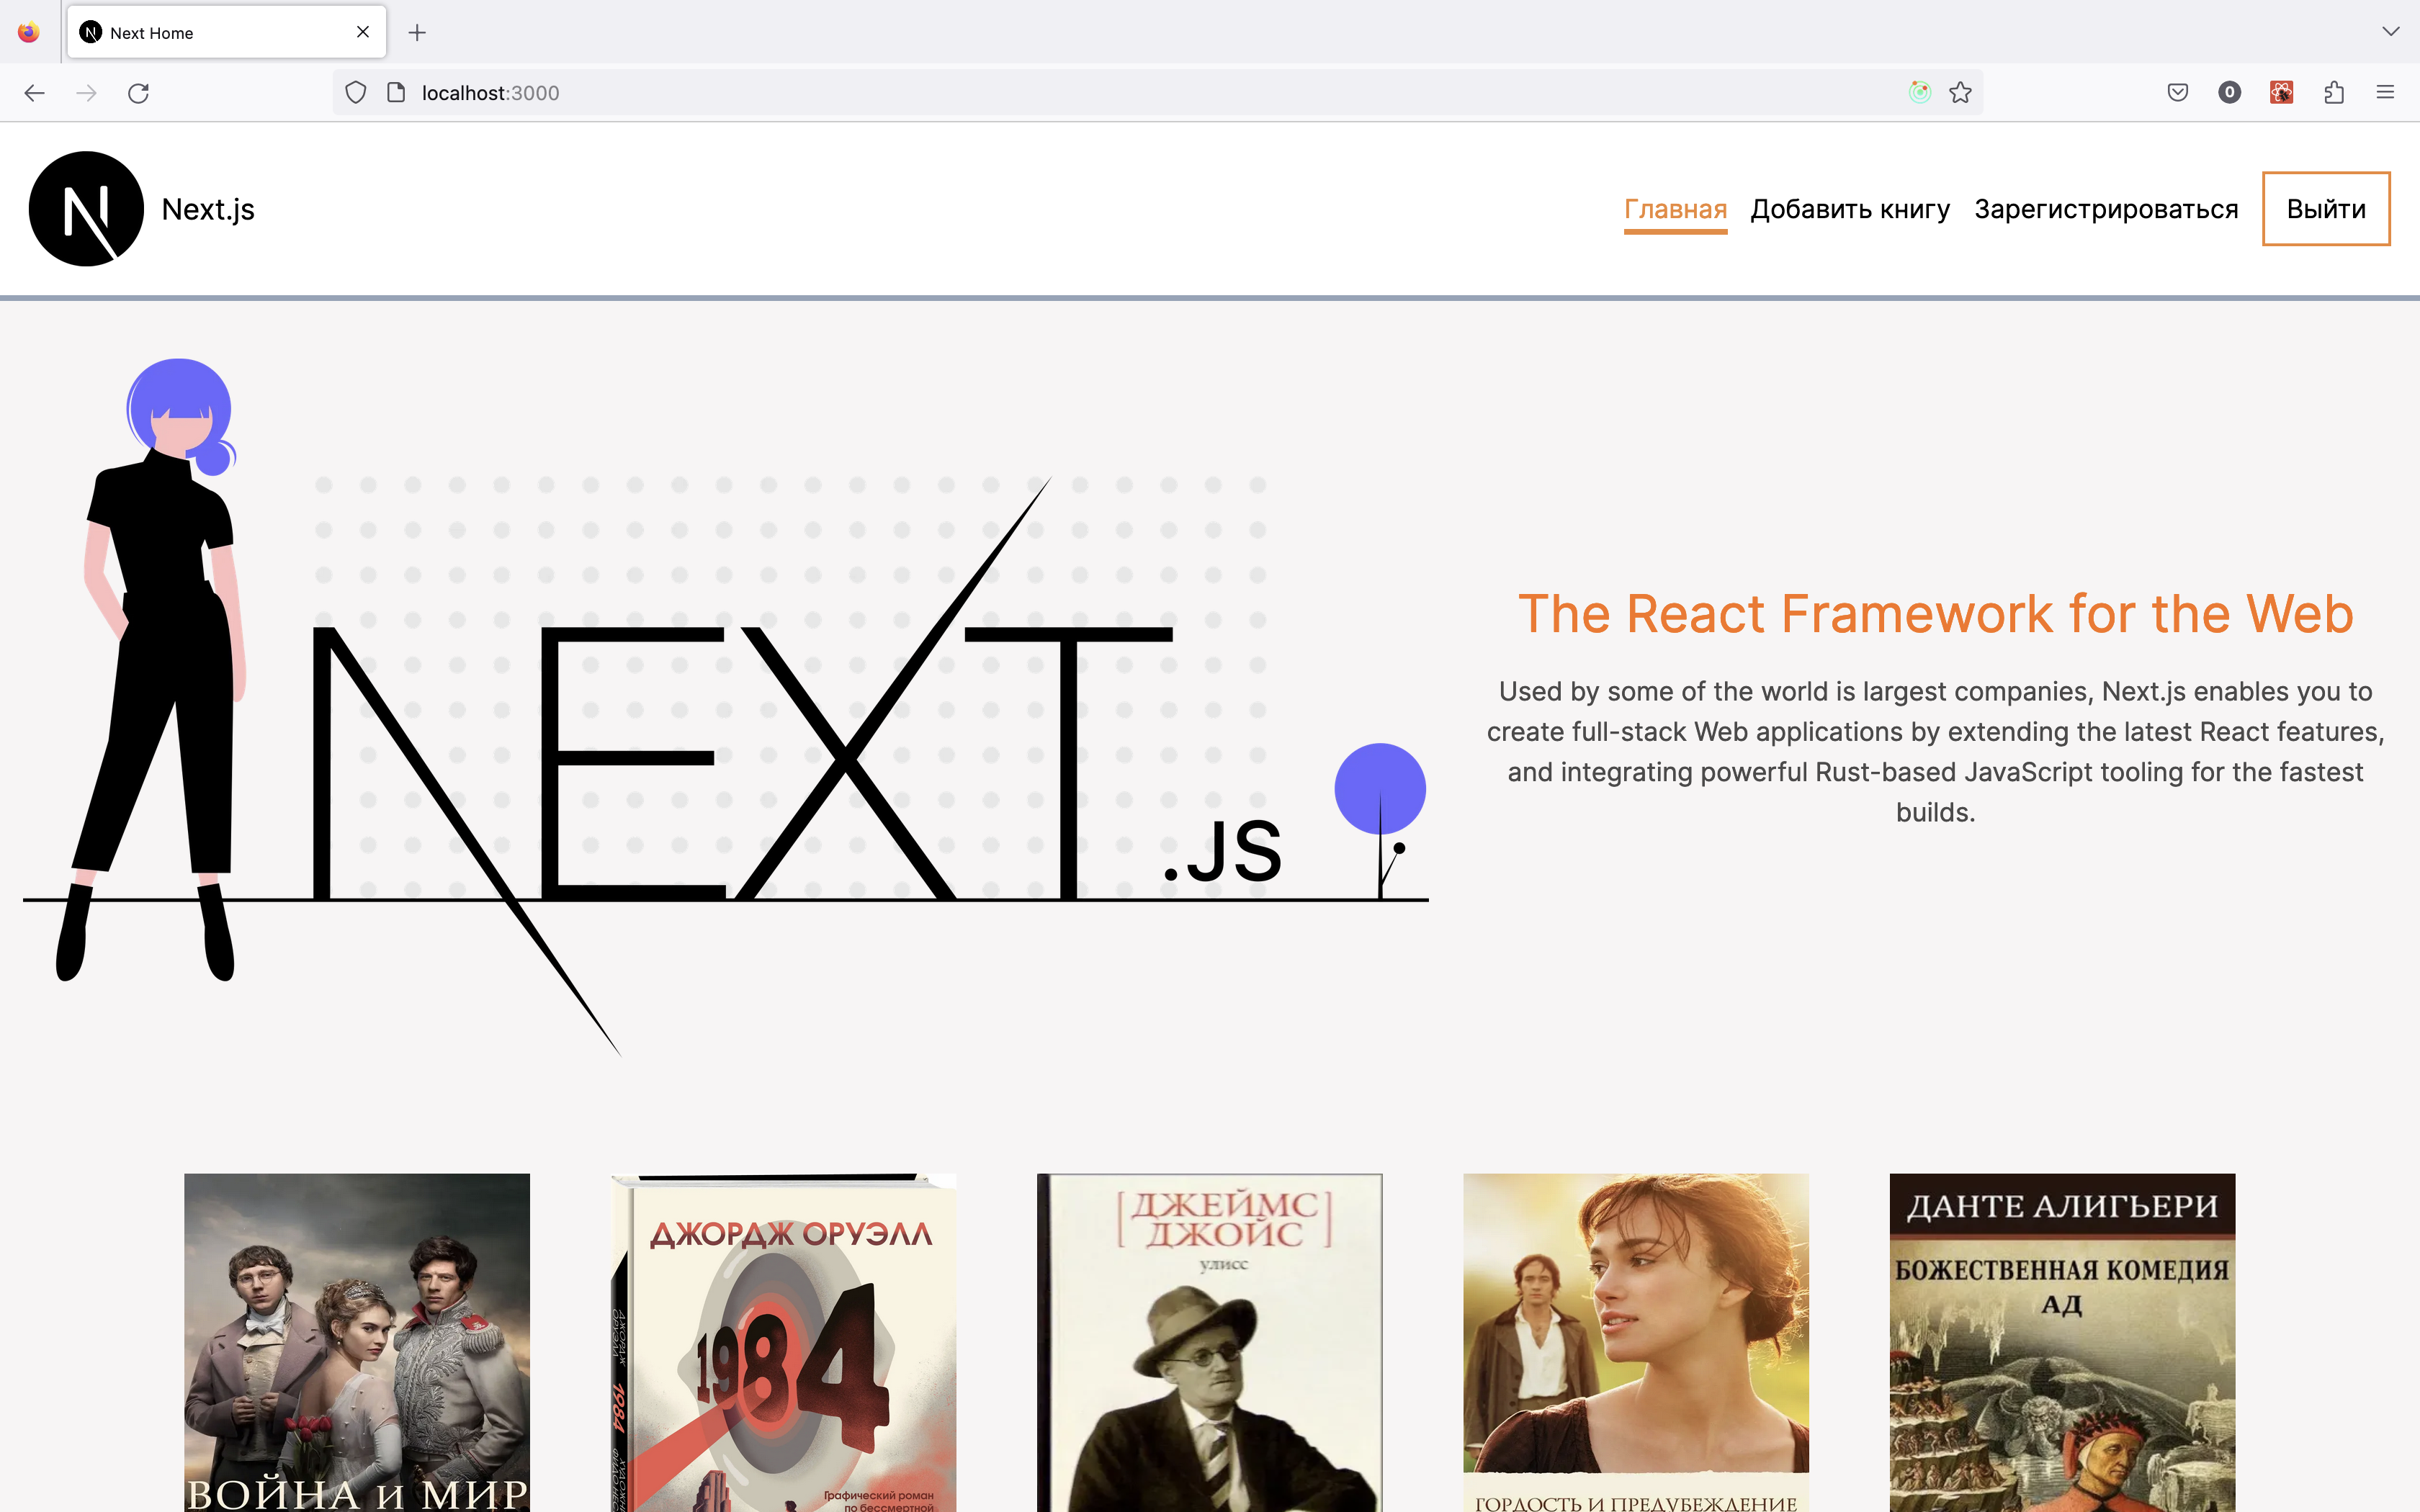 Next Home
localhost:3000
0
Next.js
Главная Добавить книгу Зарегистрироваться Выйти
NEXT
.JS
The React Framework for the Web
Used by some of the world is largest companies, Next.js enables you to
create full-stack Web applications by extending the latest React features,
and integrating powerful Rust-based JavaScript tooling for the fastest
builds.
ВОЙНА и МИР
ДЖОРДЖ ОРУЭЛЛ
1984
1984
Графический роман
по бессмертной
[ДЖЕЙМС
ДЖОЙС]
улисс
ГОРДОСТЬ И ПРЕДУБЕЖДЕНИЕ
ДАНТЕ АЛИГЬЕРИ
БОЖЕСТВЕННАЯ КОМЕДИЯ
АД